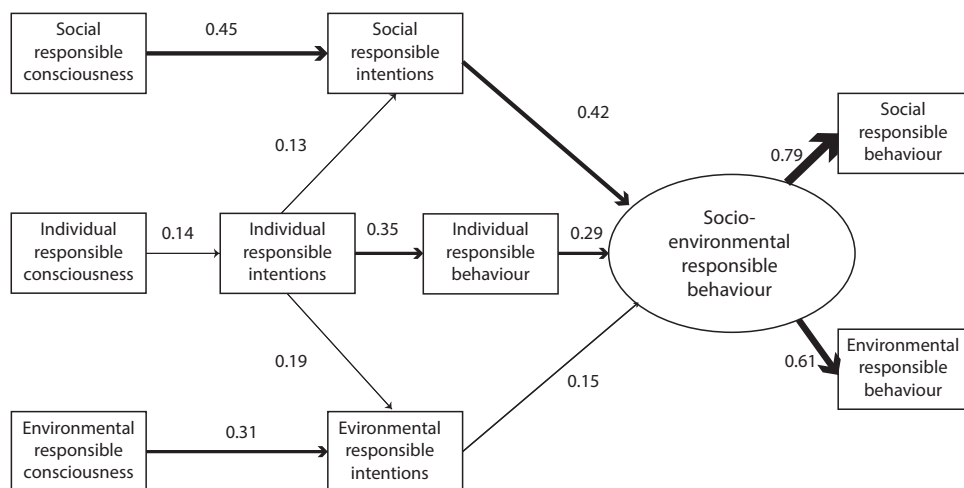 Social
responsible
consciousness
0.45
Social
responsible
intentions
0.42
Social
responsible
behaviour
0.79
0.13
Individual
responsible
consciousness
0.14
Individual
responsible
intentions
0.35
Individual
responsible
behaviour
0.29
Socio-
environmental
responsible
behaviour
0.19
0.15
0.61
Environmental
responsible
behaviour
Environmental
responsible
consciousness
0.31
Evironmental
responsible
intentions